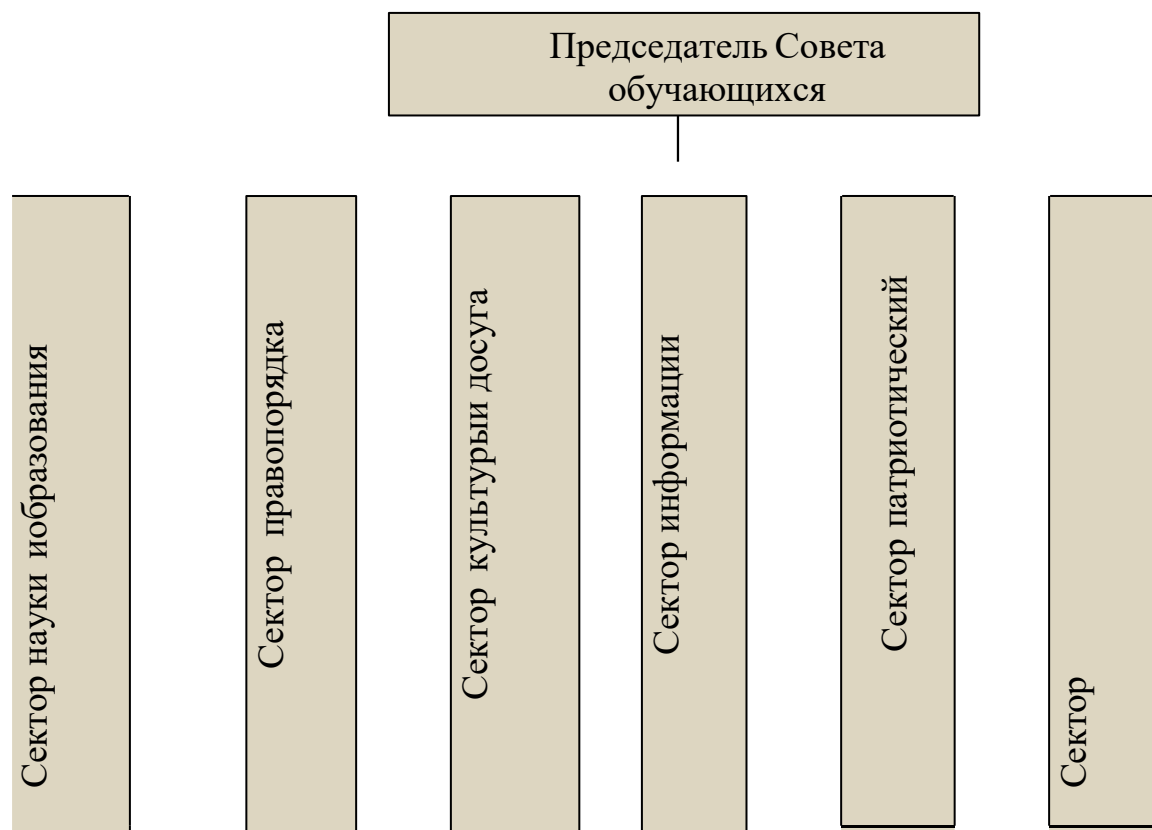 Председатель Совета
обучающихся
Сектор науки иобразования
Сектор правопорядка
Сектор культурыи досуга
Сектор информации
Сектор патриотический
Сектор